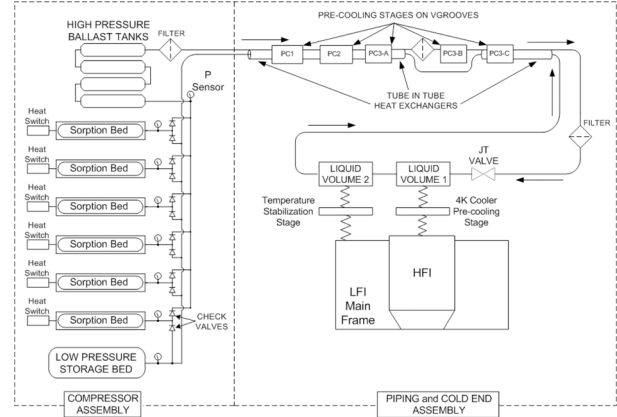 HIGH PRESSURE
BALLAST TANKS
FILTER
PRE-COOLING STAGES ON VGROOVES
PC1
PC2
PC3-A
PC3-B
PC3-C
P
Sensor
TUBE IN TUBE
HEAT EXCHANGERS
FILTER
JT
VALVE
LIQUID
VOLUME 2
LIQUID
VOLUME 1
Temperature
Stabilization
Stage
4K Cooler
Pre-cooling
Stage
HFI
LFI
Main
Frame
Heat
Switch
Sorption Bed
Heat
Switch
Sorption Bed
Heat
Switch
Sorption Bed
Heat
Switch
Sorption Bed
Heat
Switch
Sorption Bed
Heat
Switch
Sorption Bed
CHECK
VALVES
LOW PRESSURE
STORAGE BED
COMPRESSOR
ASSEMBLY
PIPING and COLD END
ASSEMBLY